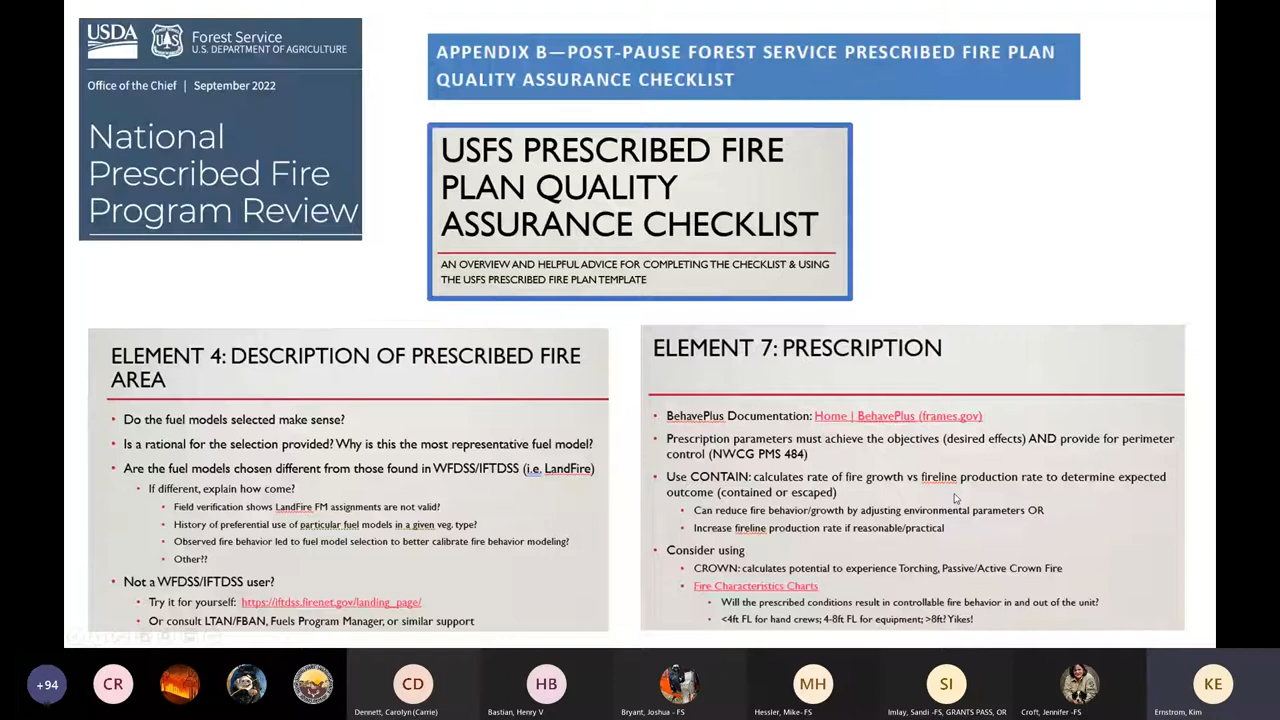 USDA
Forest Service
U.S. DEPARTMENT OF AGRICULTURE
Office of the Chief | September 2022
National
Prescribed Fire
Program Review
APPENDIX B—POST-PAUSE FOREST SERVICE PRESCRIBED FIRE PLAN
QUALITY ASSURANCE CHECKLIST
USFS PRESCRIBED FIRE
PLAN QUALITY
ASSURANCE CHECKLIST
AN OVERVIEW AND HELPFUL ADVICE FOR COMPLETING THE CHECKLIST & USING
THE USFS PRESCRIBED FIRE PLAN TEMPLATE
ELEMENT 4: DESCRIPTION OF PRESCRIBED FIRE
AREA
• Do the fuel models selected make sense?
• Is a rational for the selection provided? Why is this the most representative fuel model?
• Are the fuel models chosen different from those found in WFDSS/IFTDSS (i.e. LandFire)
• If different, explain how come?
• Field verification shows LandFire FM assignments are not valid?
• History of preferential use of particular fuel models in a given veg. type?
• Observed fire behavior led to fuel model selection to better calibrate fire behavior modeling?
• Other??
• Not a WFDSS/IFTDSS user?
• Try it for yourself: https://iftdss.firenet.gov/landing_page/
• Or consult LTAN/FBAN, Fuels Program Manager, or similar support
ELEMENT 7: PRESCRIPTION
• BehavePlus Documentation: Home | BehavePlus (frames.gov)
• Prescription parameters must achieve the objectives (desired effects) AND provide for perimeter
control (NWCG PMS 484)
• Use CONTAIN: calculates rate of fire growth vs fireline production rate to determine expected
outcome (contained or escaped)
• Can reduce fire behavior/growth by adjusting environmental parameters OR
• Increase fireline production rate if reasonable/practical
• Consider using
• CROWN: calculates potential to experience Torching, Passive/Active Crown Fire
• Fire Characteristics Charts
• Will the prescribed conditions result in controllable fire behavior in and out of the unit?
• <4ft FL for hand crews; 4-8ft FL for equipment; >8ft? Yikes!
+94
CR
CD
HB
MH
SI
KE
Dennett, Carolyn (Carrie)
Bastian, Henry V
Bryant, Joshua - FS
Hessler, Mike- FS
Imlay, Sandi -FS, GRANTS PASS, OR
Croft, Jennifer -FS
Ernstrom, Kim